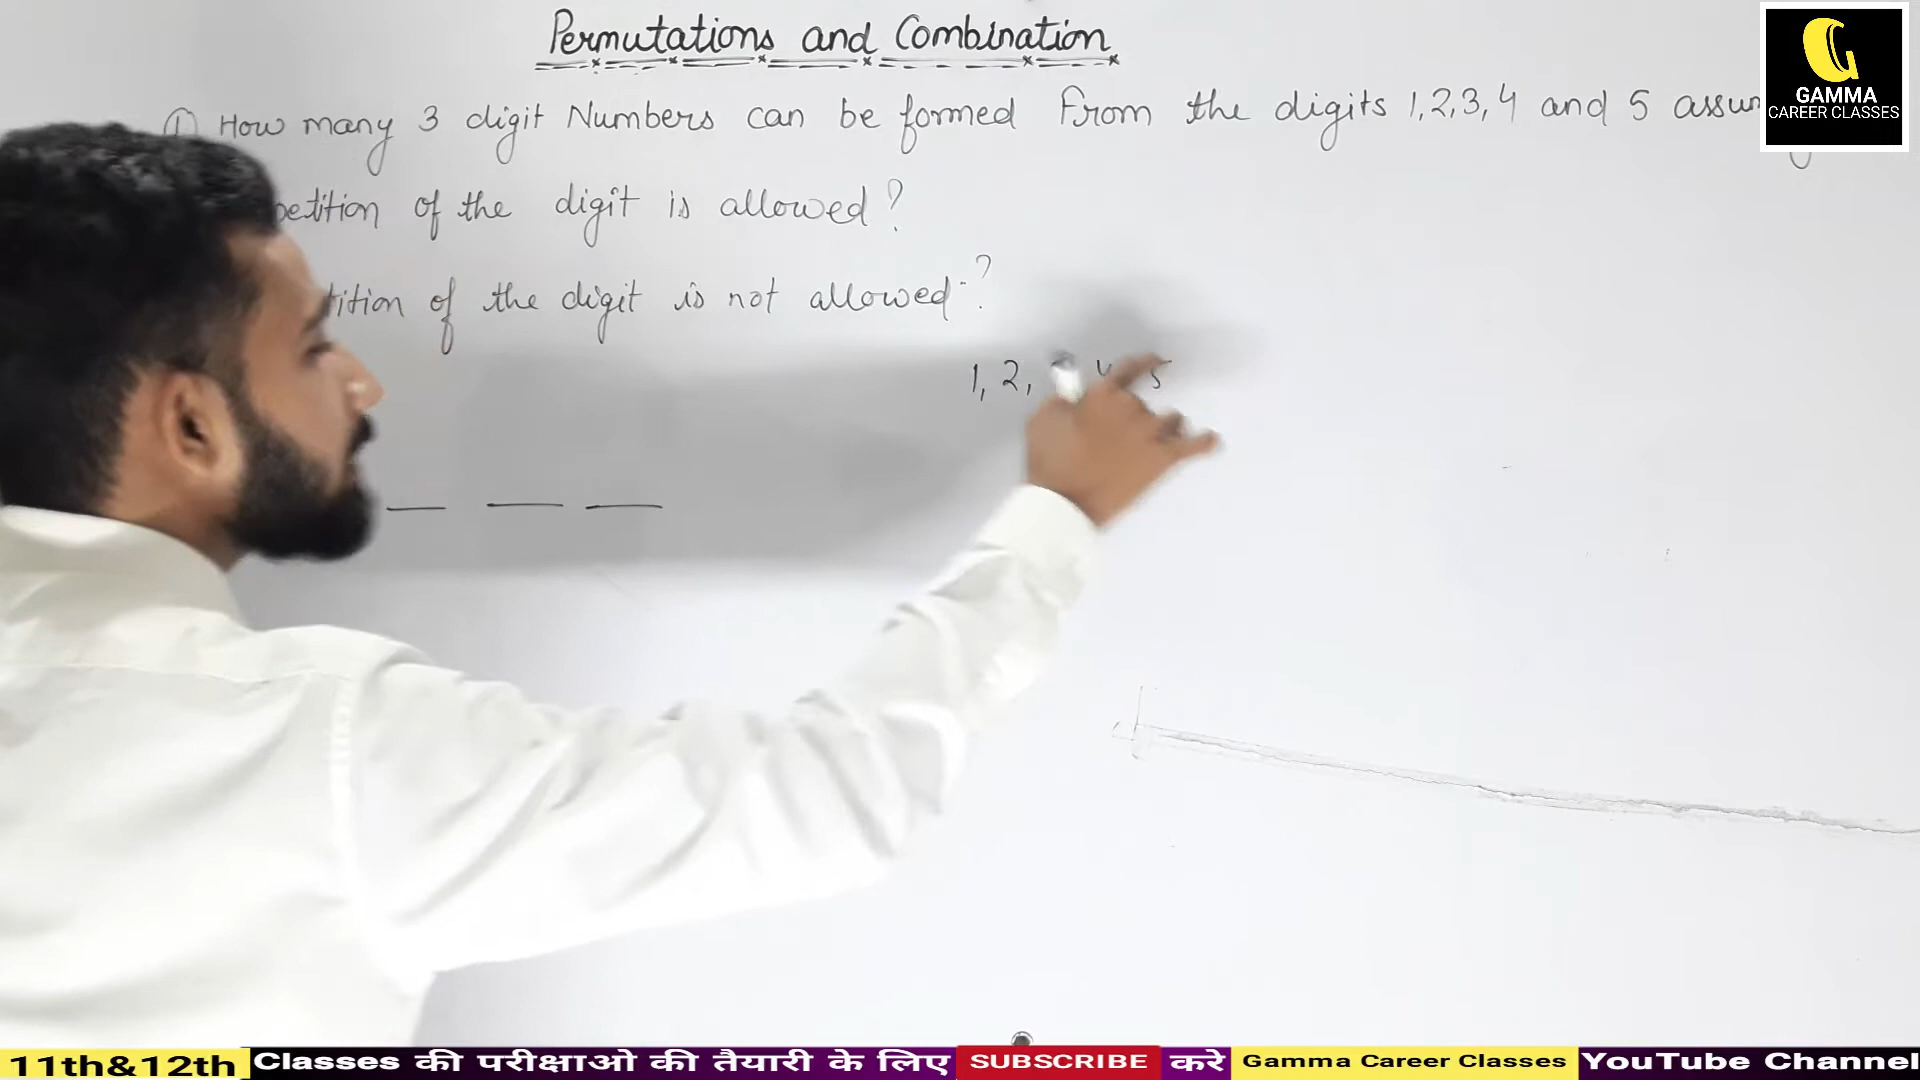 Permutations and Combination
① How many 3 digit Numbers can be formed From the digits 1,2,3,4 and 5
of the digit is allowed?
of the digit is not allowed?
1, 2, 5
GAMMA
CAREER CLASSES
11th&12th Classes की परीक्षाओ की तैयारी के लिए SUBSCRIBE करे Gamma Career Classes YouTube Channel